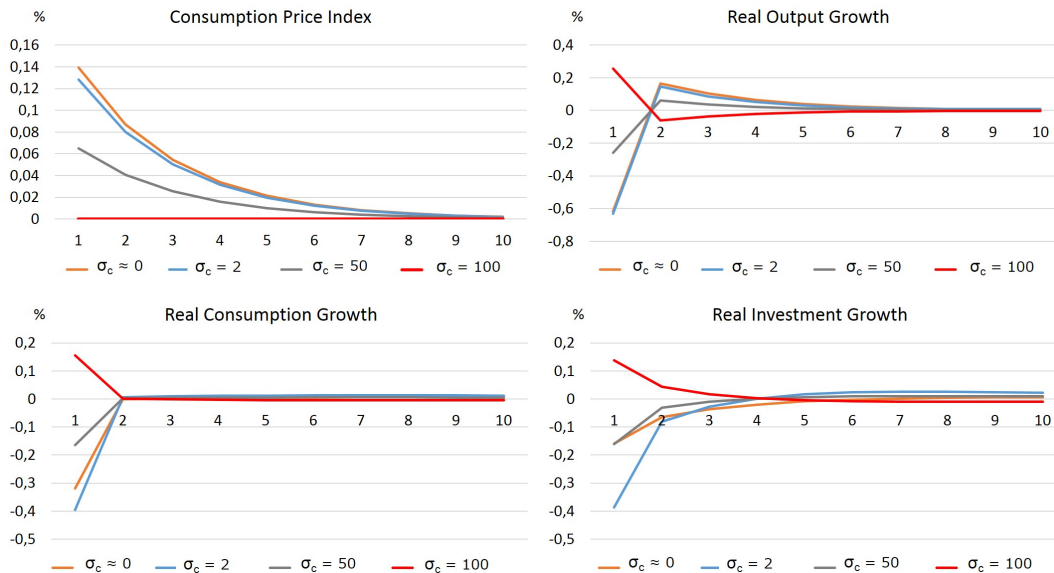 % Consumption Price Index
0,16
0,14
0,12
0,1
0,08
0,06
0,04
0,02
0
1 2 3 4 5 6 7 8 9 10
σc ≈ 0 σc = 2 σc = 50 σc = 100
% Real Output Growth
0,4
0,2
0
-0,2
-0,4
-0,6
-0,8
1 2 3 4 5 6 7 8 9 10
σc ≈ 0 σc = 2 σc = 50 σc = 100
% Real Consumption Growth
0,2
0,1
0
-0,1
-0,2
-0,3
-0,4
-0,5
1 2 3 4 5 6 7 8 9 10
σc ≈ 0 σc = 2 σc = 50 σc = 100
% Real Investment Growth
0,2
0,1
0
-0,1
-0,2
-0,3
-0,4
-0,5
1 2 3 4 5 6 7 8 9 10
σc ≈ 0 σc = 2 σc = 50 σc = 100